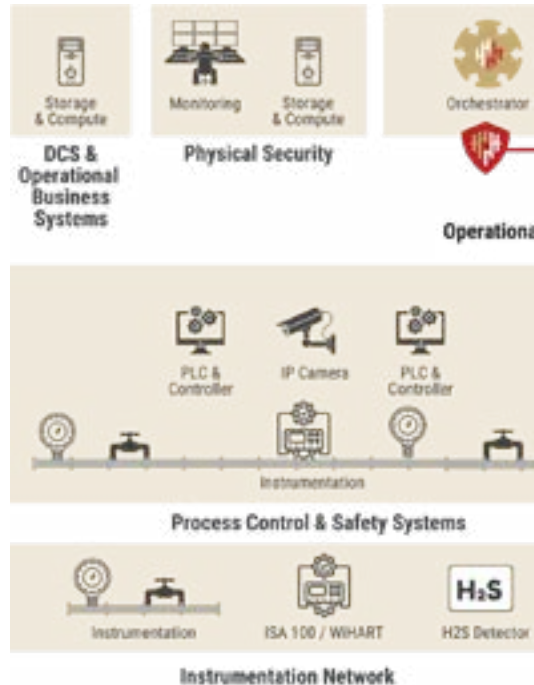 Storage
& Compute
Monitoring
Storage
& Compute
Orchestrator
DCS &
Operational
Business
Systems
Physical Security
Operationa
PLC &
Controller
IP Camera
PLC &
Controller
Instrumentation
Process Control & Safety Systems
Instrumentation
ISA 100 / WiHART
H₂S
H2S Detector
Instrumentation Network